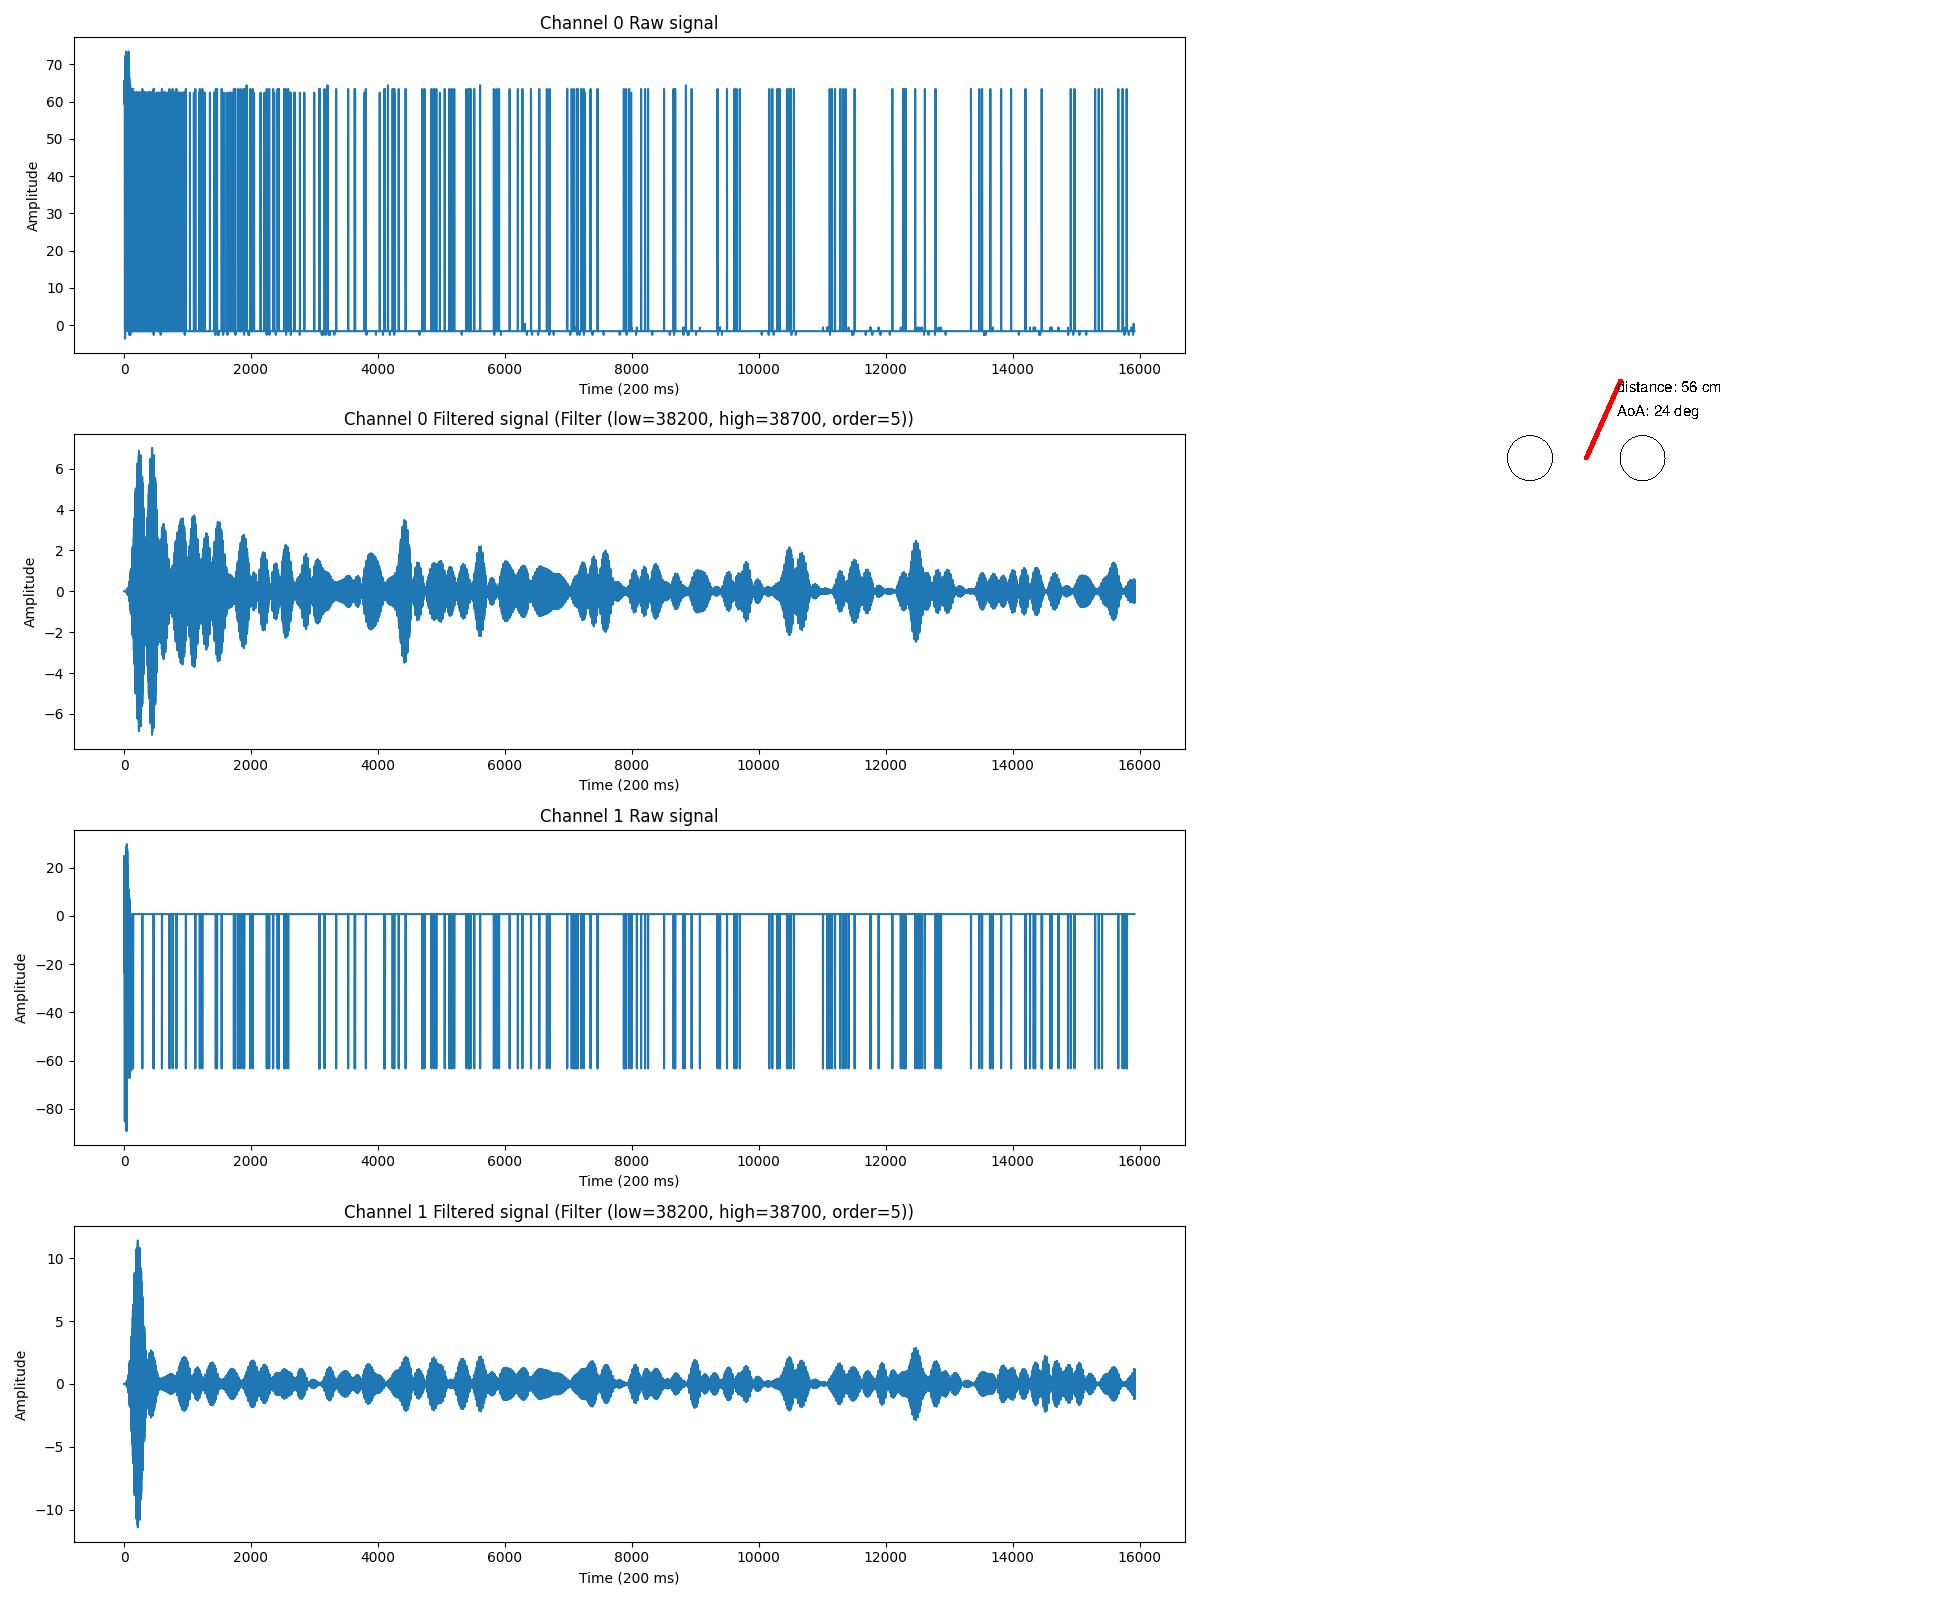 Channel 0 Raw signal
70
60
50
40
30
20
10
0
Amplitude
0 2000 4000 6000 8000 10000 12000 14000 16000
Time (200 ms)
Channel 0 Filtered signal (Filter (low=38200, high=38700, order=5))
6
4
2
0
−2
−4
−6
Amplitude
0 2000 4000 6000 8000 10000 12000 14000 16000
Time (200 ms)
Channel 1 Raw signal
20
0
−20
−40
−60
−80
Amplitude
0 2000 4000 6000 8000 10000 12000 14000 16000
Time (200 ms)
Channel 1 Filtered signal (Filter (low=38200, high=38700, order=5))
10
5
0
−5
−10
Amplitude
0 2000 4000 6000 8000 10000 12000 14000 16000
Time (200 ms)
distance: 56 cm
AoA: 24 deg